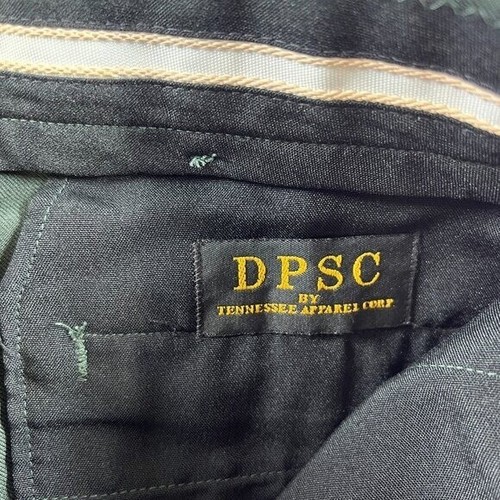 DPSC
BY
TENNESSEE APPAREL CORP.